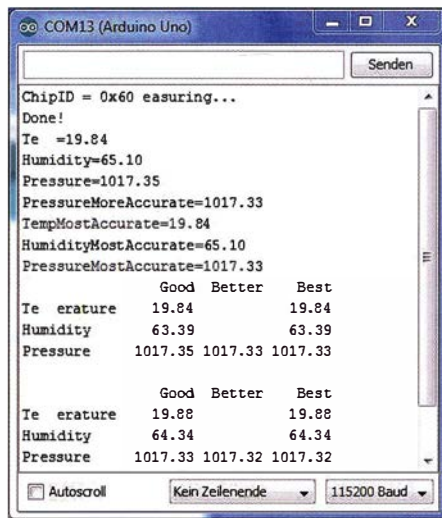 COM13 (Arduino Uno)
Senden
ChipID = 0x60 easuring...
Done!
Te =19.84
Humidity=65.10
Pressure=1017.35
PressureMoreAccurate=1017.33
TempMostAccurate=19.84
HumidityMostAccurate=65.10
PressureMostAccurate=1017.33
Good Better Best
Te erature 19.84 19.84
Humidity 63.39 63.39
Pressure 1017.35 1017.33 1017.33
Good Better Best
Te erature 19.88 19.88
Humidity 64.34 64.34
Pressure 1017.33 1017.32 1017.32
Autoscroll Kein Zeilenende 115200 Baud